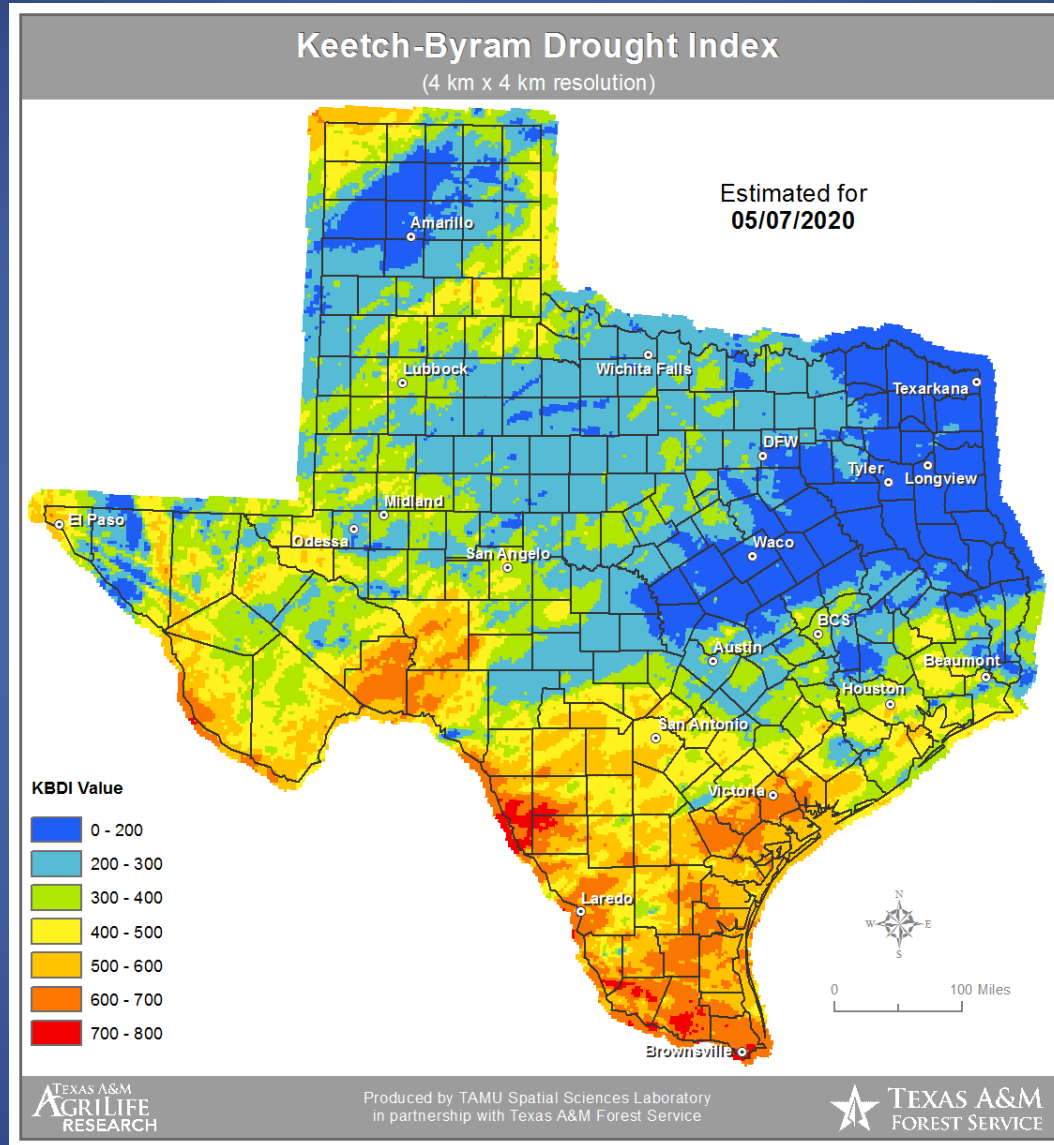 Keetch-Byram Drought Index
(4 km x 4 km resolution)
Estimated for
05/07/2020
Amarillo
Lubbock
Wichita Falls
Texarkana
DFW
Tyler
Longview
Midland
El Paso
Odessa
San Angelo
Waco
BCS
Austin
Beaumont
Houston
San Antonio
Victoria
Laredo
Brownsville
KBDI Value
0 - 200
200 - 300
300 - 400
400 - 500
500 - 600
600 - 700
700 - 800
N
W
E
S
0
100 Miles
TEXAS A&M
AGRILIFE
RESEARCH
Produced by TAMU Spatial Sciences Laboratory
in partnership with Texas A&M Forest Service
TEXAS A&M
FOREST SERVICE